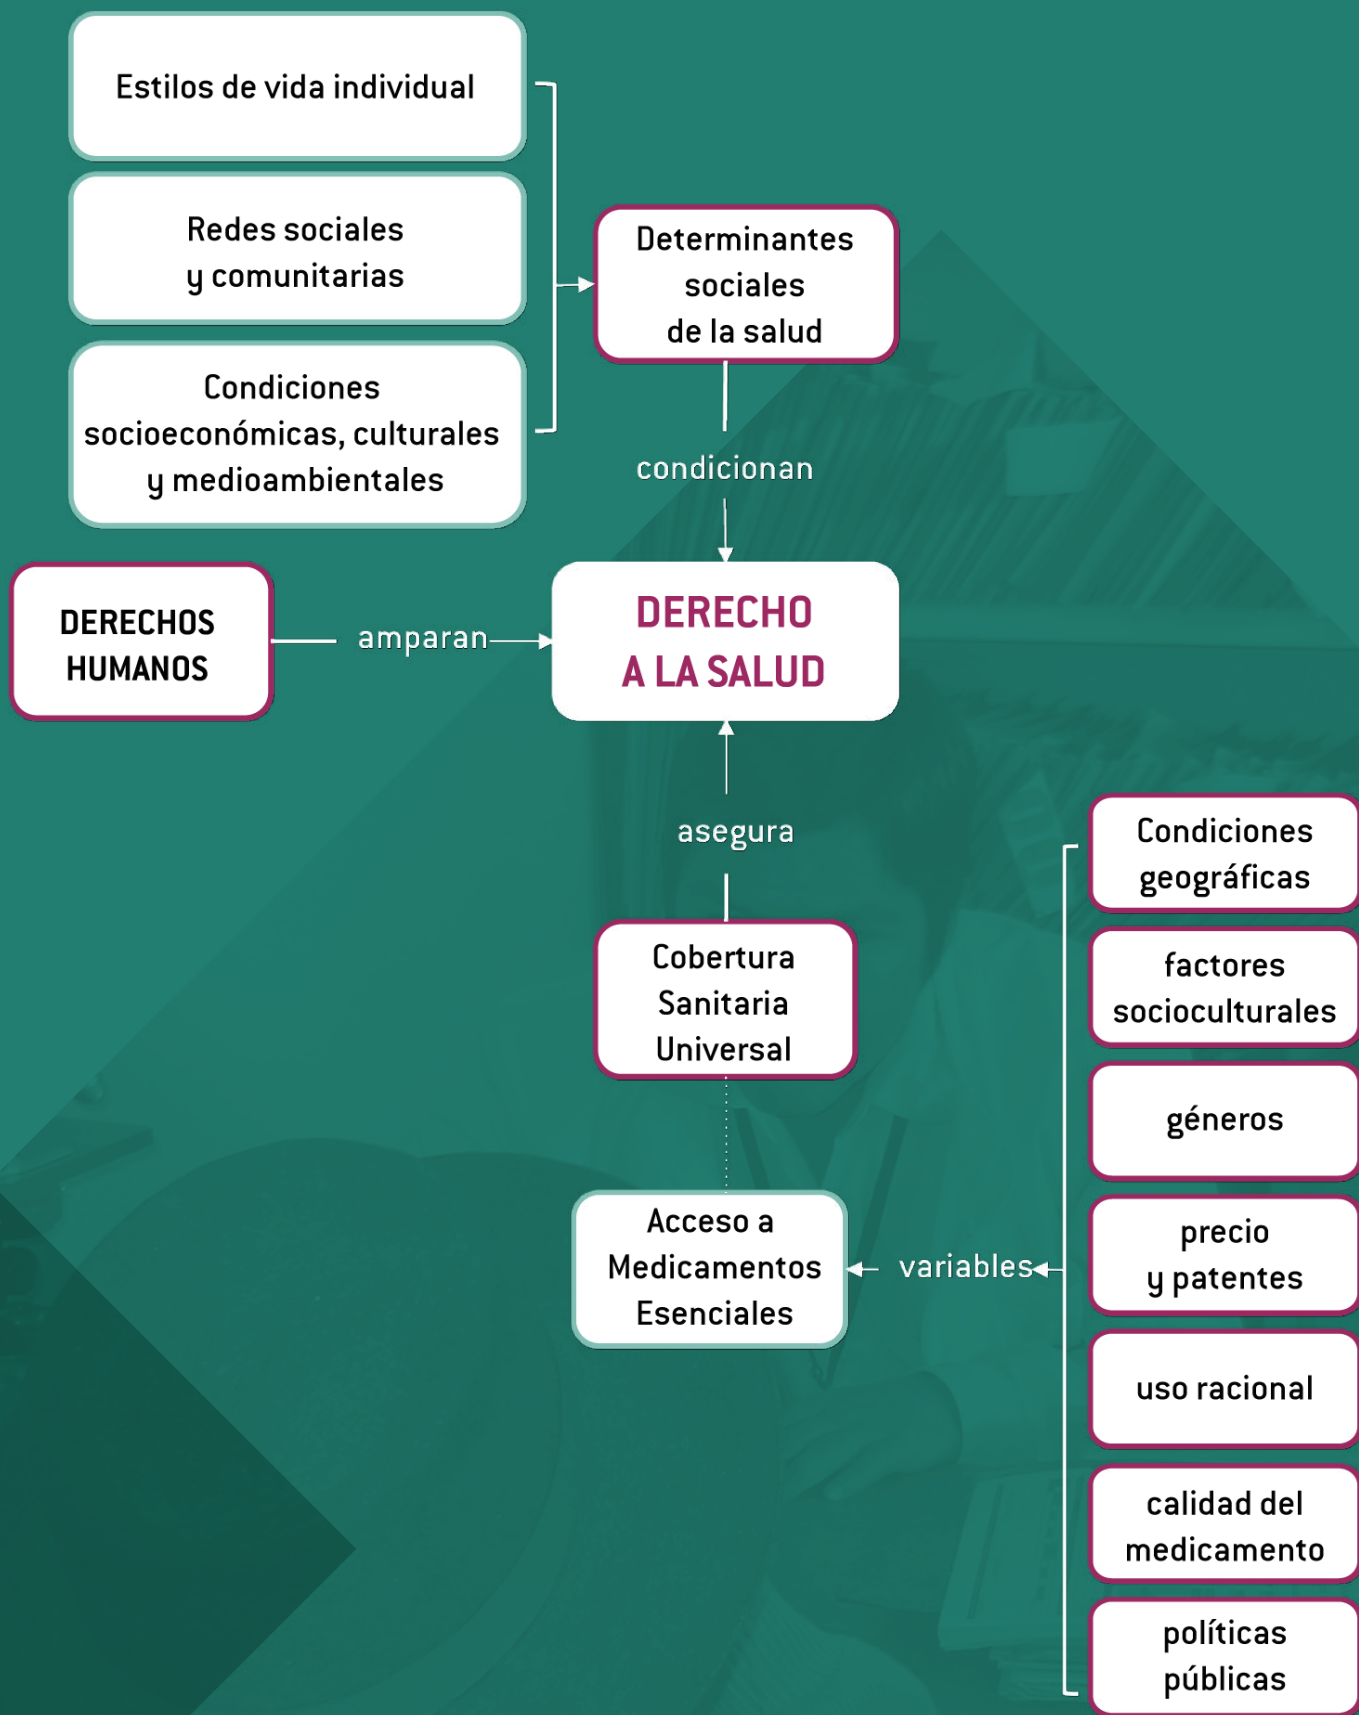 Estilos de vida individual
Redes sociales
y comunitarias
Condiciones
socioeconómicas, culturales
y medioambientales
Determinantes
sociales
de la salud
condicionan
DERECHOS
HUMANOS
amparan
DERECHO
A LA SALUD
asegura
Cobertura
Sanitaria
Universal
Acceso a
Medicamentos
Esenciales
variables
Condiciones
geográficas
factores
socioculturales
géneros
precio
y patentes
uso racional
calidad del
medicamento
políticas
públicas